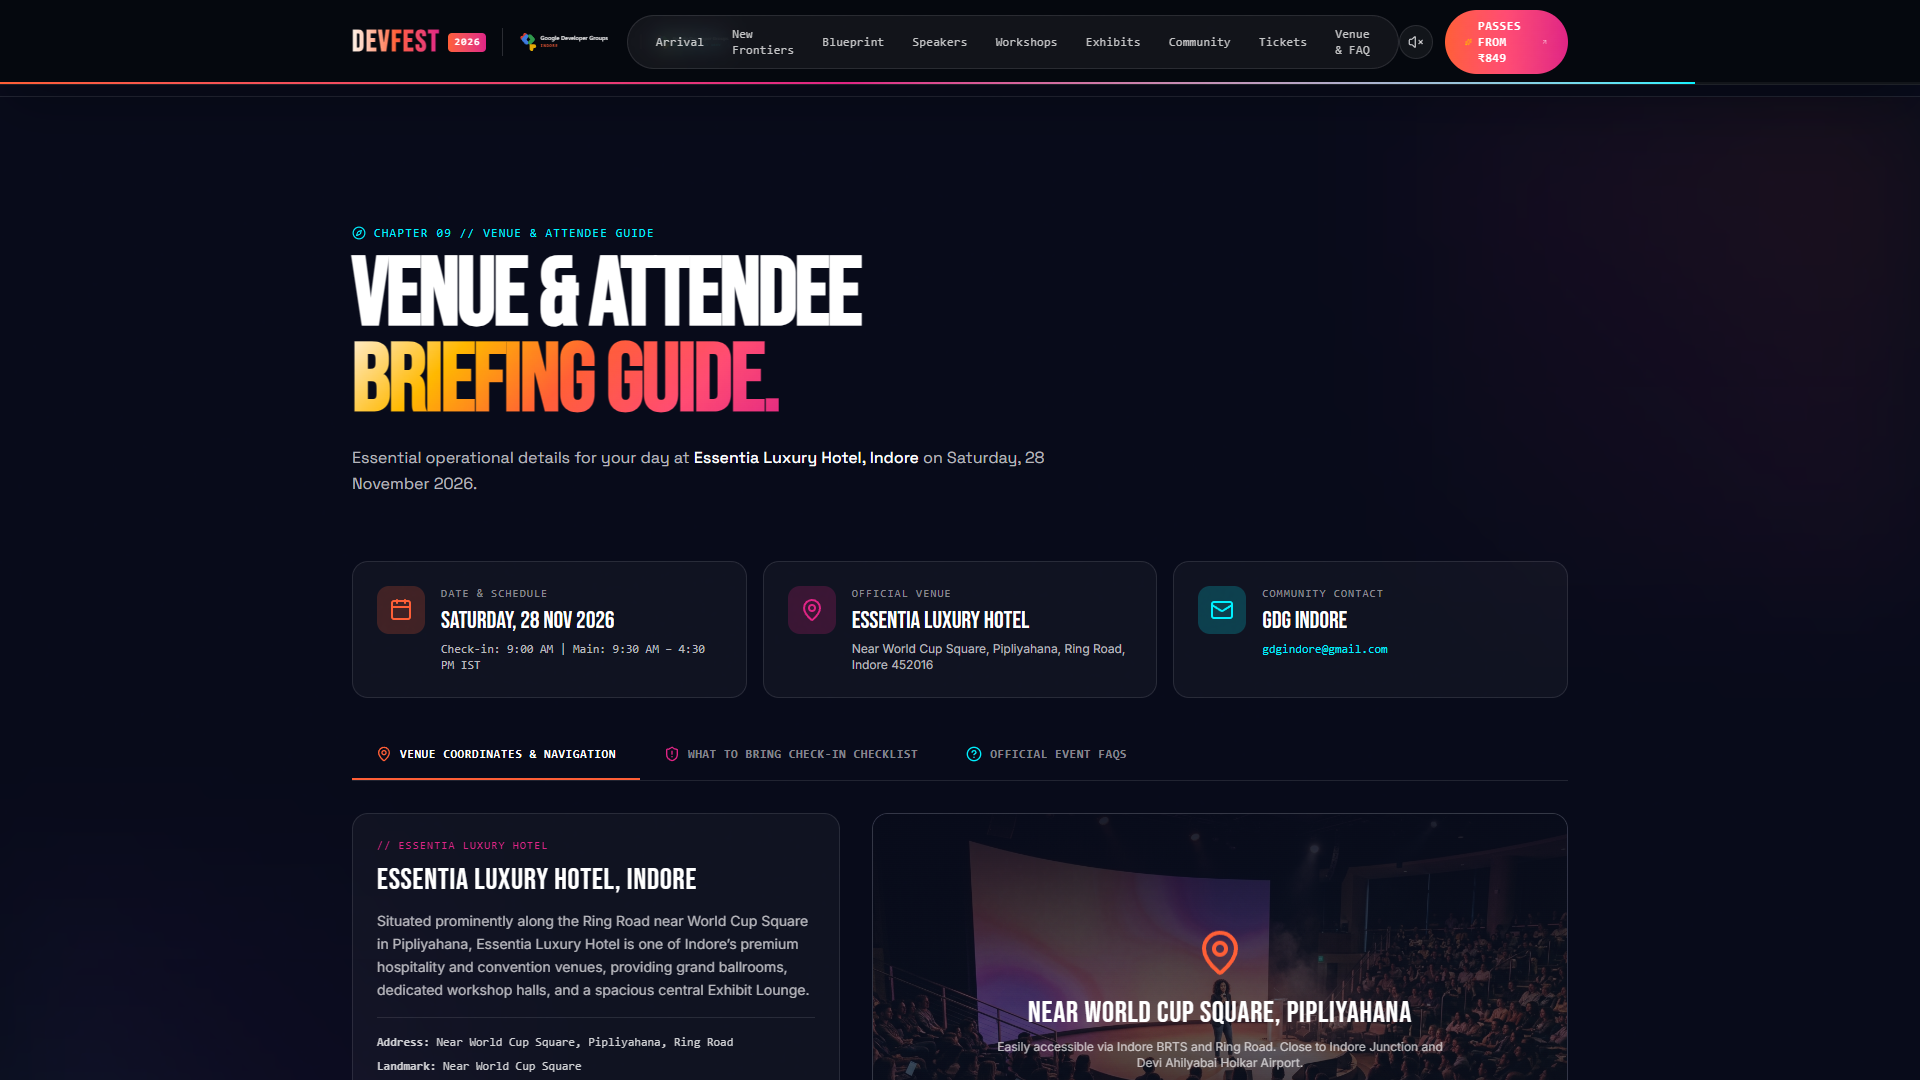 DEVFEST 2026
Google Developer Groups
INDORE
Arrival
New
Frontiers
Blueprint
Speakers
Workshops
Exhibits
Community
Tickets
Venue
& FAQ
PASSES
FROM
₹849
CHAPTER 09 // VENUE & ATTENDEE GUIDE
VENUE & ATTENDEE
BRIEFING GUIDE.
Essential operational details for your day at Essentia Luxury Hotel, Indore on Saturday, 28
November 2026.
DATE & SCHEDULE
SATURDAY, 28 NOV 2026
Check-in: 9:00 AM | Main: 9:30 AM – 4:30
PM IST
OFFICIAL VENUE
ESSENTIA LUXURY HOTEL
Near World Cup Square, Pipliyahana, Ring Road,
Indore 452016
COMMUNITY CONTACT
GDG INDORE
gdgindore@gmail.com
VENUE COORDINATES & NAVIGATION
WHAT TO BRING CHECK-IN CHECKLIST
OFFICIAL EVENT FAQS
// ESSENTIA LUXURY HOTEL
ESSENTIA LUXURY HOTEL, INDORE
Situated prominently along the Ring Road near World Cup Square
in Pipliyahana, Essentia Luxury Hotel is one of Indore's premium
hospitality and convention venues, providing grand ballrooms,
dedicated workshop halls, and a spacious central Exhibit Lounge.
Address: Near World Cup Square, Pipliyahana, Ring Road
Landmark: Near World Cup Square
NEAR WORLD CUP SQUARE, PIPLIYAHANA
Easily accessible via Indore BRTS and Ring Road. Close to Indore Junction and
Devi Ahilyabai Holkar Airport.